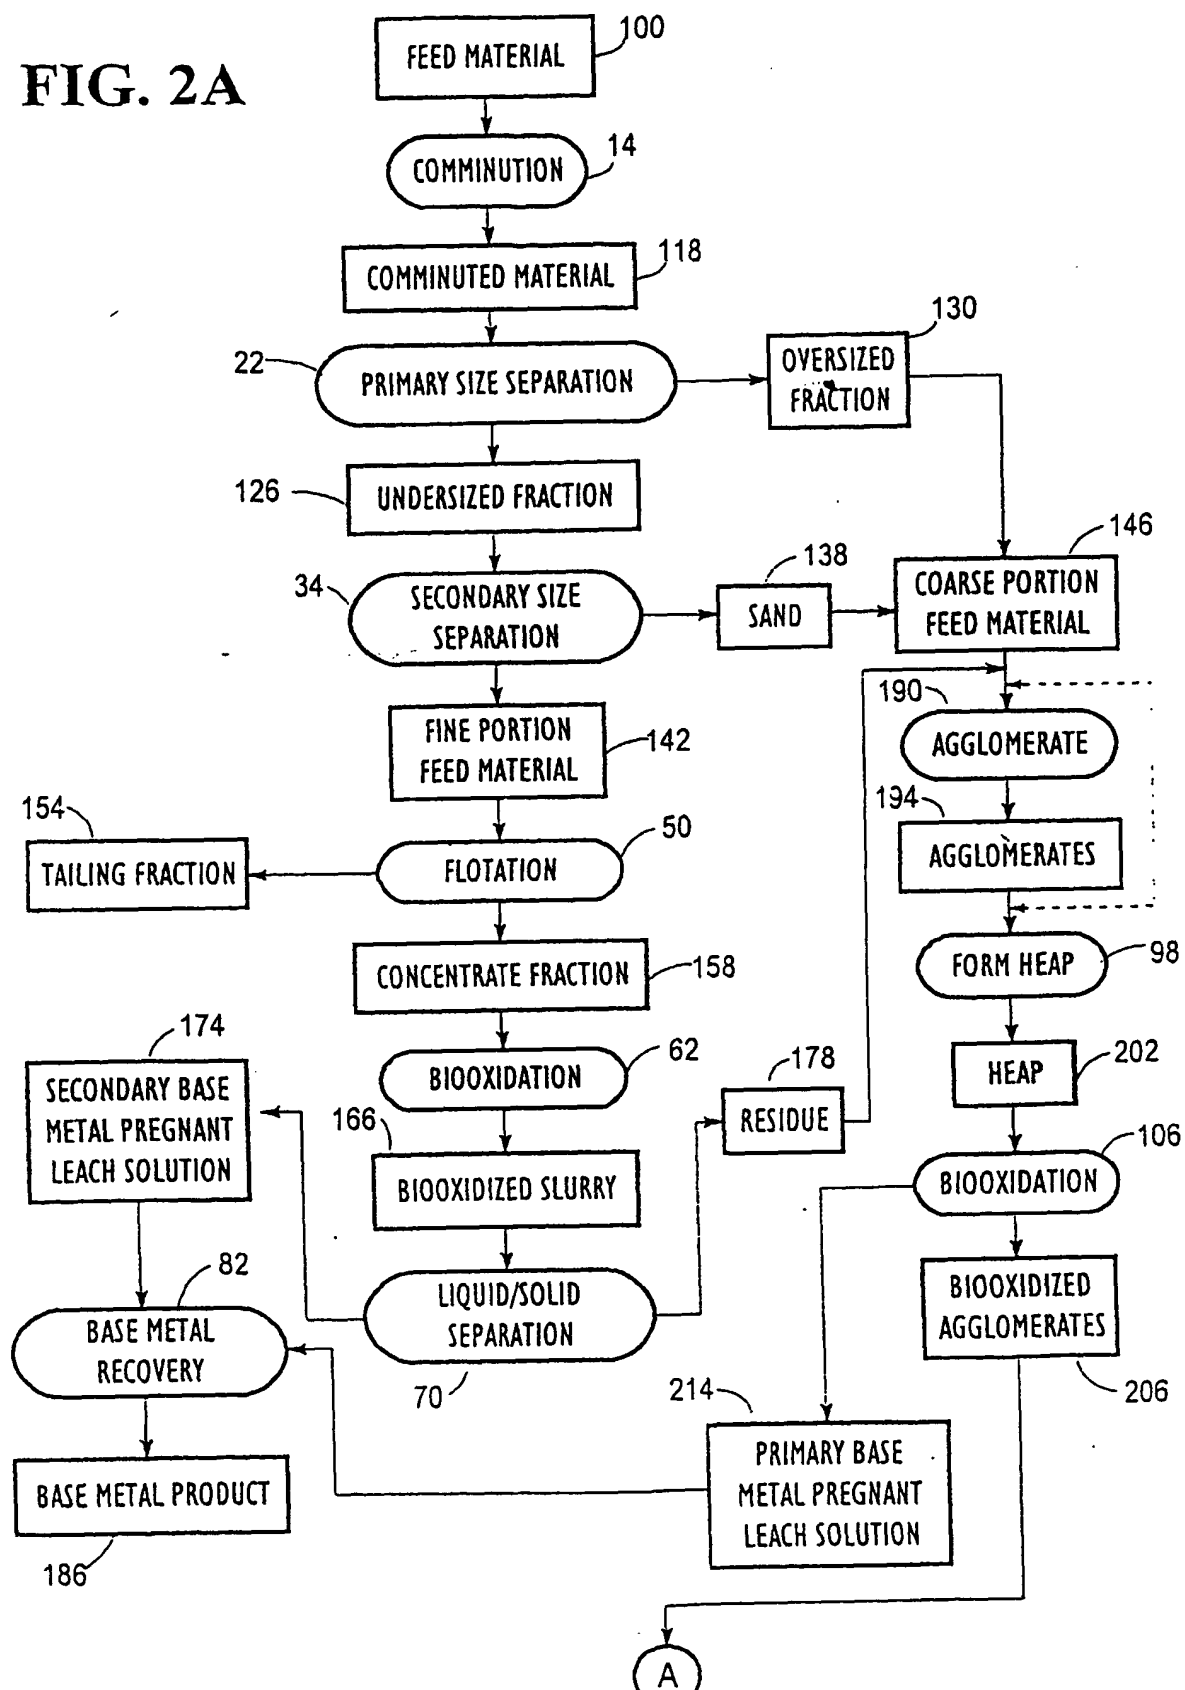 FIG. 2A
FEED MATERIAL
100
COMMINUTION
14
COMMINUTED MATERIAL
118
22
PRIMARY SIZE SEPARATION
OVERSIZED
FRACTION
130
126
UNDERSIZED FRACTION
34
SECONDARY SIZE
SEPARATION
138
SAND
146
COARSE PORTION
FEED MATERIAL
FINE PORTION
FEED MATERIAL
142
190
AGGLOMERATE
154
TAILING FRACTION
FLOTATION
50
194
AGGLOMERATES
CONCENTRATE FRACTION
158
FORM HEAP
98
174
SECONDARY BASE
METAL PREGNANT
LEACH SOLUTION
BIOOXIDATION
62
178
RESIDUE
HEAP
202
166
BIOOXIDIZED SLURRY
BIOOXIDATION
106
82
BASE METAL
RECOVERY
LIQUID/SOLID
SEPARATION
70
BIOOXIDIZED
AGGLOMERATES
206
214
PRIMARY BASE
METAL PREGNANT
LEACH SOLUTION
BASE METAL PRODUCT
186
A